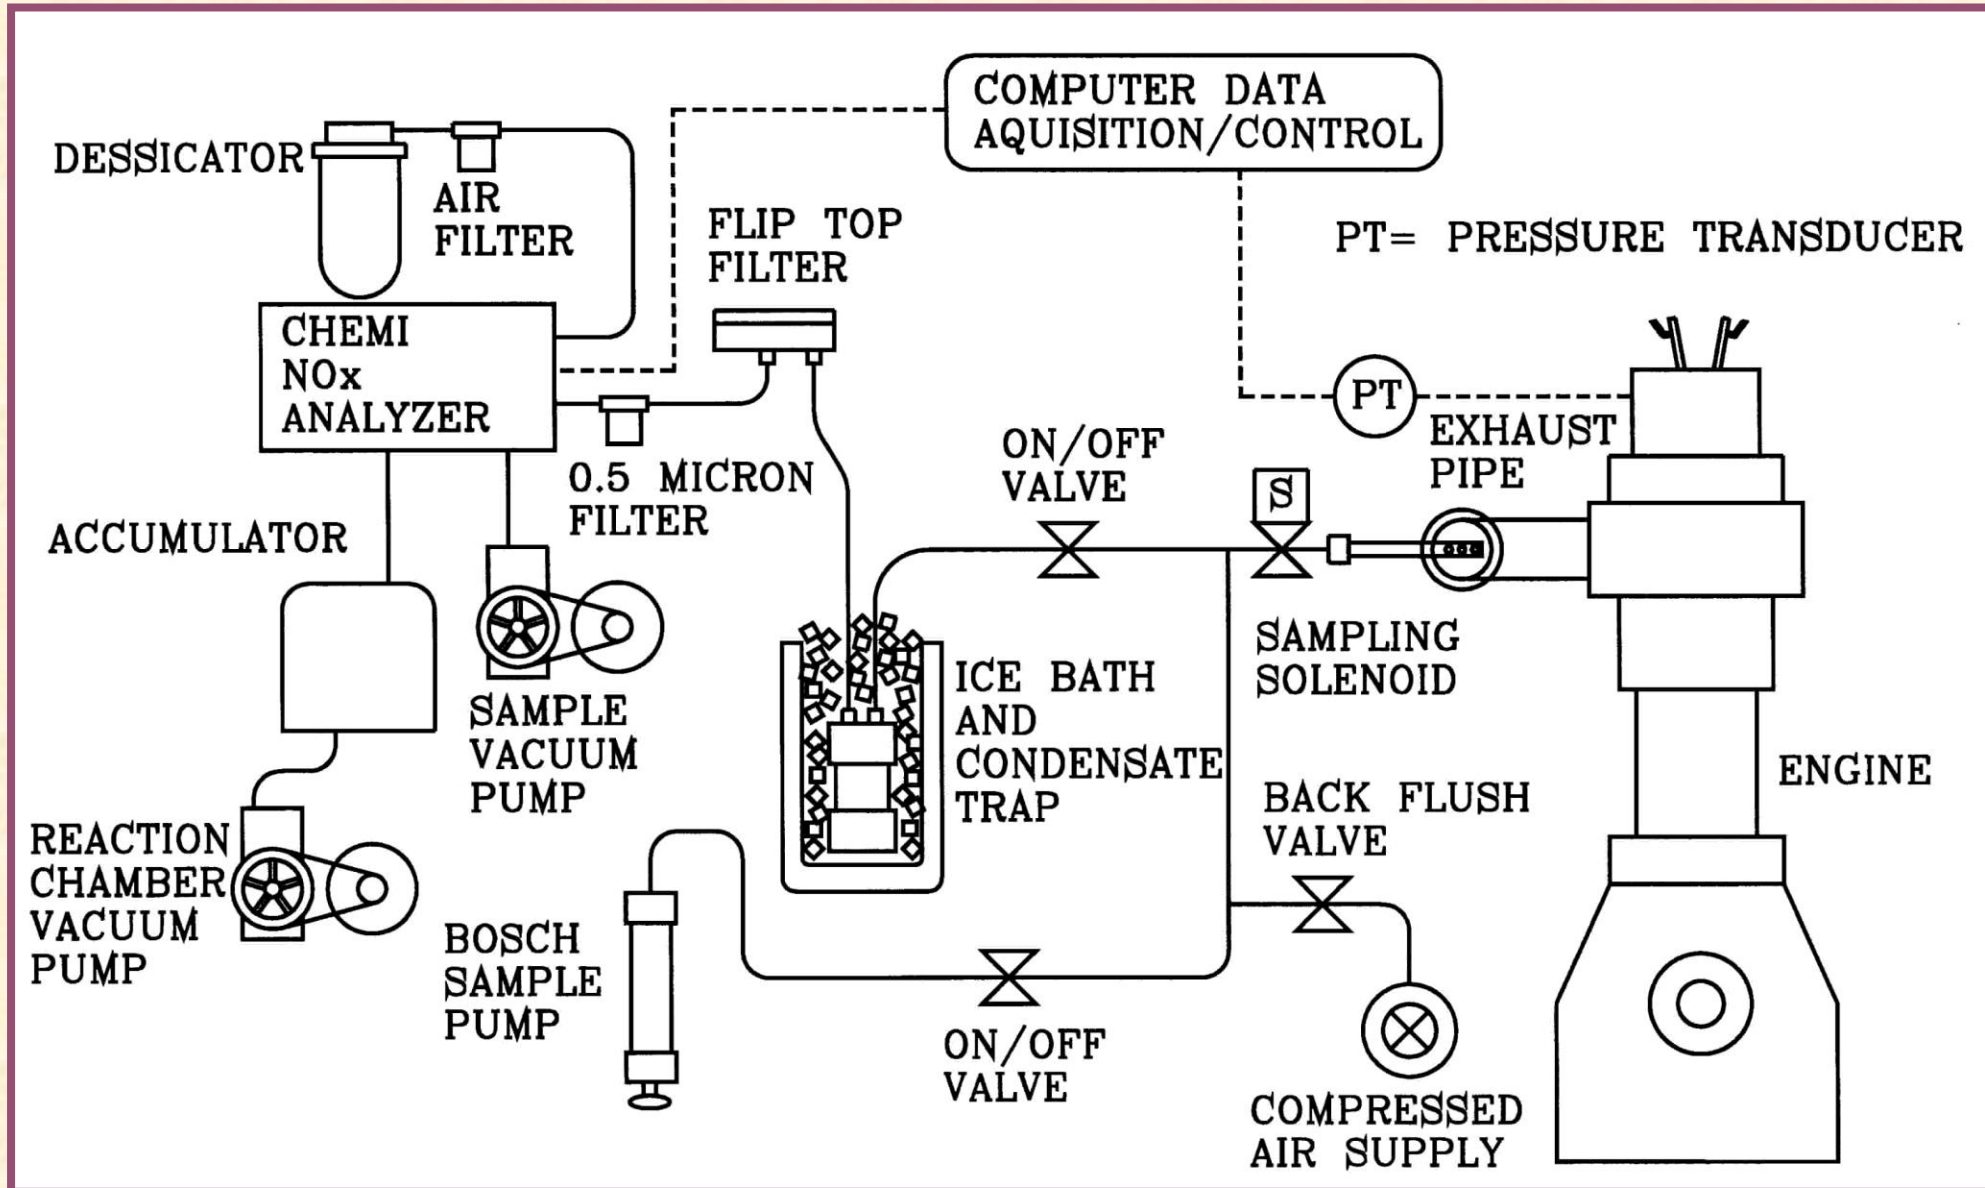 COMPUTER DATA
AQUISITION/CONTROL
DESSICATOR
AIR
FILTER
FLIP TOP
FILTER
PT= PRESSURE TRANSDUCER
CHEMI
NOx
ANALYZER
PT
EXHAUST
PIPE
ON/OFF
VALVE
0.5 MICRON
FILTER
S
ACCUMULATOR
SAMPLING
SOLENOID
ICE BATH
AND
CONDENSATE
TRAP
SAMPLE
VACUUM
PUMP
ENGINE
BACK FLUSH
VALVE
REACTION
CHAMBER
VACUUM
PUMP
BOSCH
SAMPLE
PUMP
ON/OFF
VALVE
COMPRESSED
AIR SUPPLY